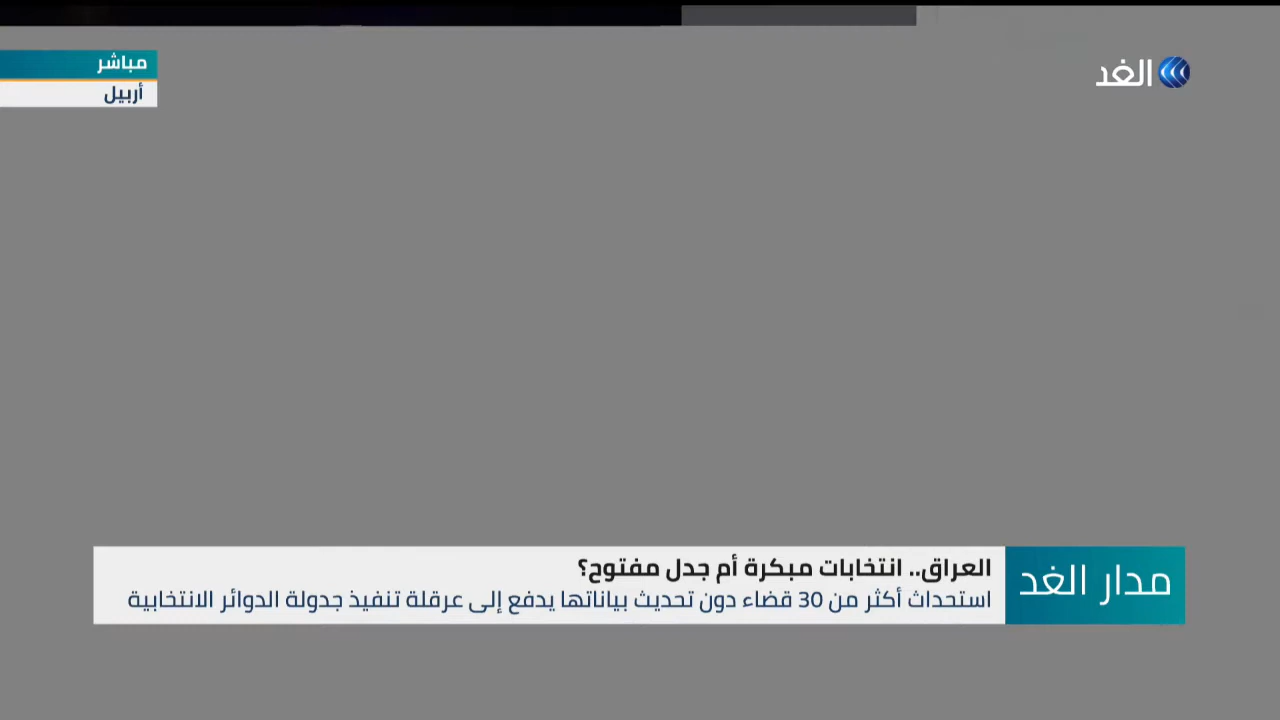 مباشر
أربيل
الغد
العراق.. انتخابات مبكرة أم جدل مفتوح؟
مدار الغد
استحداث أكثر من 30 قضاء دون تحديث بياناتها يدفع إلى عرقلة تنفيذ جدولة الدوائر الانتخابية